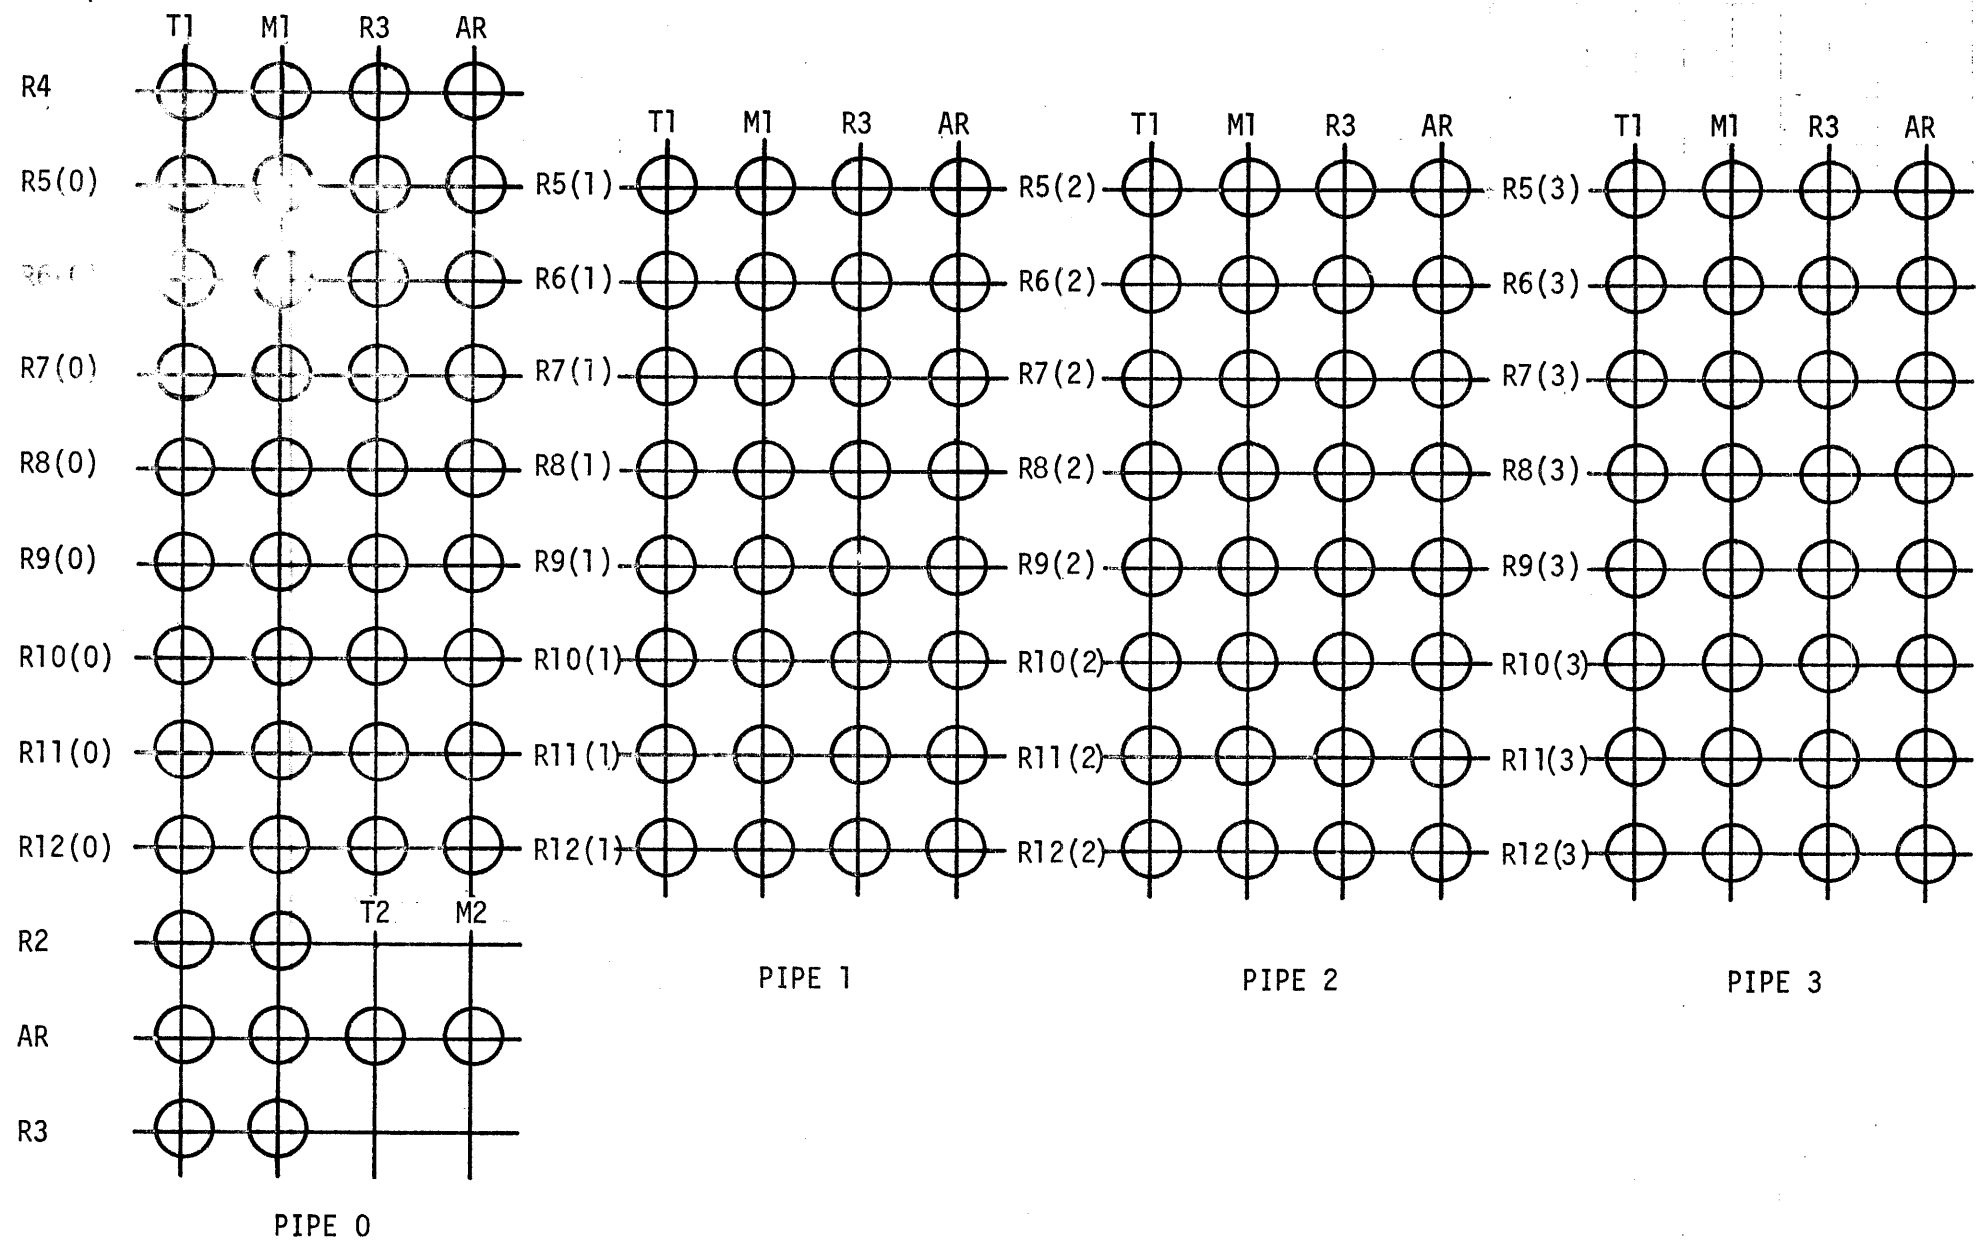 T1 M1 R3 AR
R4
T1 M1 R3 AR T1 M1 R3 AR T1 M1 R3 AR
R5(0) R5(1) R5(2) R5(3)
R6(1) R6(2) R6(3)
R7(0) R7(1) R7(2) R7(3)
R8(0) R8(1) R8(2) R8(3)
R9(0) R9(1) R9(2) R9(3)
R10(0) R10(1) R10(2) R10(3)
R11(0) R11(1) R11(2) R11(3)
R12(0) R12(1) R12(2) R12(3)
T2 M2
R2
PIPE 1 PIPE 2 PIPE 3
AR
R3
PIPE 0